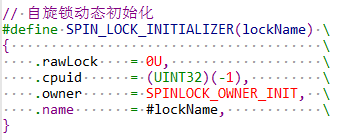 // 自旋锁动态初始化
#define SPIN_LOCK_INITIALIZER(lockName) \
{ \
    .rawLock = 0U, \
    .cpuid = (UINT32)(-1), \
    .owner = SPINLOCK_OWNER_INIT, \
    .name = #lockName, \
}